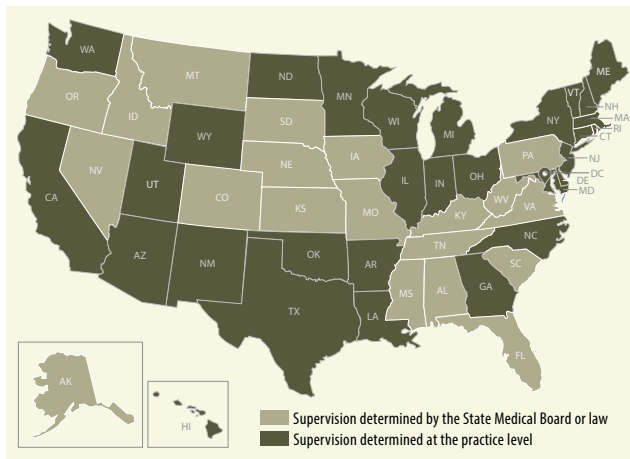 WA
ME
MT
ND
VT
MN
OR
NH
ID
SD
WI
NY
MA
WY
MI
RI
CT
IA
PA
NE
NJ
NV
OH
IL
IN
DC
UT
DE
CO
WV
MD
CA
KS
MO
VA
KY
NC
TN
OK
AZ
NM
AR
SC
MS
AL
GA
TX
LA
FL
AK
HI
Supervision determined by the State Medical Board or law
Supervision determined at the practice level